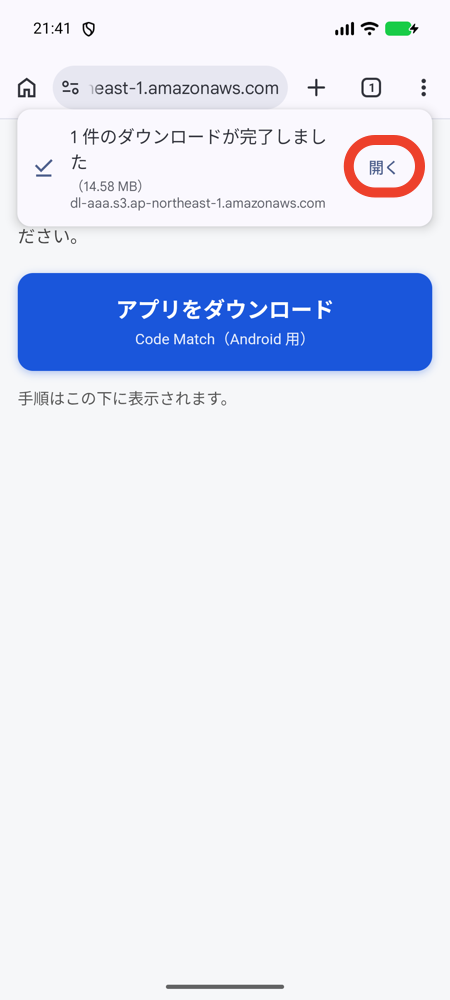 21:41
east-1.amazonaws.com
1
1 件のダウンロードが完了しまし
た
（14.58 MB）
dl-aaa.s3.ap-northeast-1.amazonaws.com
開く
ださい。
アプリをダウンロード
Code Match（Android 用）
手順はこの下に表示されます。